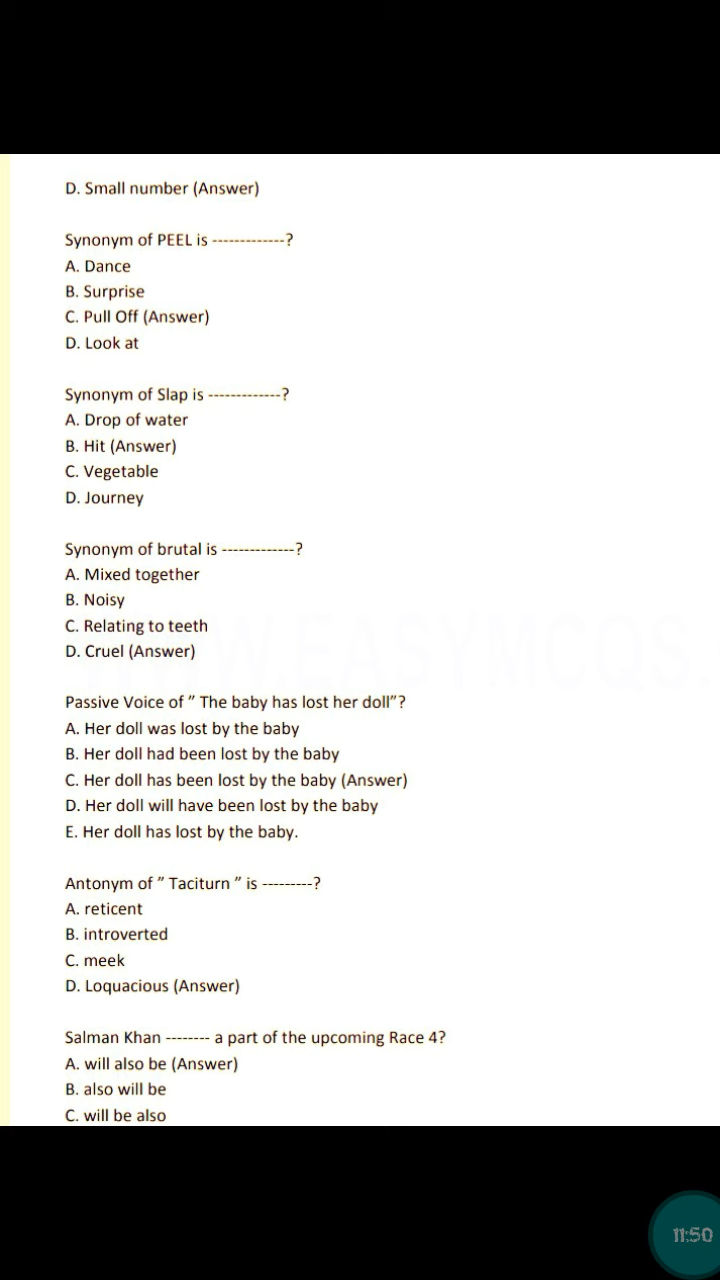 D. Small number (Answer)
Synonym of PEEL is -------------?
A. Dance
B. Surprise
C. Pull Off (Answer)
D. Look at
Synonym of Slap is -------------?
A. Drop of water
B. Hit (Answer)
C. Vegetable
D. Journey
Synonym of brutal is -------------?
A. Mixed together
B. Noisy
C. Relating to teeth
D. Cruel (Answer)
WWW.EASYMCQS.
Passive Voice of ” The baby has lost her doll”?
A. Her doll was lost by the baby
B. Her doll had been lost by the baby
C. Her doll has been lost by the baby (Answer)
D. Her doll will have been lost by the baby
E. Her doll has lost by the baby.
Antonym of ” Taciturn ” is ---------?
A. reticent
B. introverted
C. meek
D. Loquacious (Answer)
Salman Khan -------- a part of the upcoming Race 4?
A. will also be (Answer)
B. also will be
C. will be also
11:50